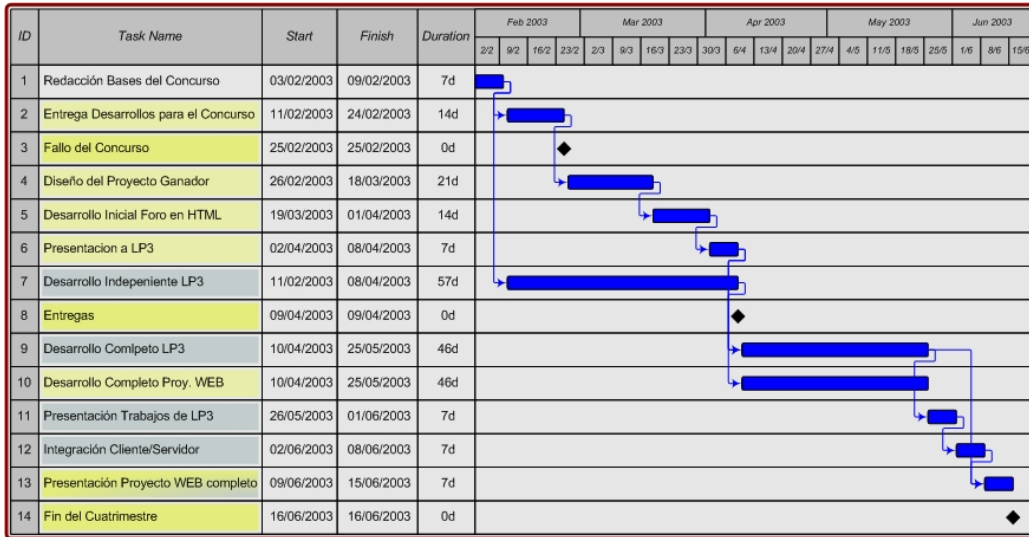 ID Task Name Start Finish Duration Feb 2003 Mar 2003 Apr 2003 May 2003 Jun 2003
2/2 9/2 16/2 23/2 2/3 9/3 16/3 23/3 30/3 6/4 13/4 20/4 27/4 4/5 11/5 18/5 25/5 1/6 8/6 15/6
1 Redacción Bases del Concurso 03/02/2003 09/02/2003 7d
2 Entrega Desarrollos para el Concurso 11/02/2003 24/02/2003 14d
3 Fallo del Concurso 25/02/2003 25/02/2003 0d
4 Diseño del Proyecto Ganador 26/02/2003 18/03/2003 21d
5 Desarrollo Inicial Foro en HTML 19/03/2003 01/04/2003 14d
6 Presentacion a LP3 02/04/2003 08/04/2003 7d
7 Desarrollo Indepeniente LP3 11/02/2003 08/04/2003 57d
8 Entregas 09/04/2003 09/04/2003 0d
9 Desarrollo Comlpeto LP3 10/04/2003 25/05/2003 46d
10 Desarrollo Completo Proy. WEB 10/04/2003 25/05/2003 46d
11 Presentación Trabajos de LP3 26/05/2003 01/06/2003 7d
12 Integración Cliente/Servidor 02/06/2003 08/06/2003 7d
13 Presentación Proyecto WEB completo 09/06/2003 15/06/2003 7d
14 Fin del Cuatrimestre 16/06/2003 16/06/2003 0d